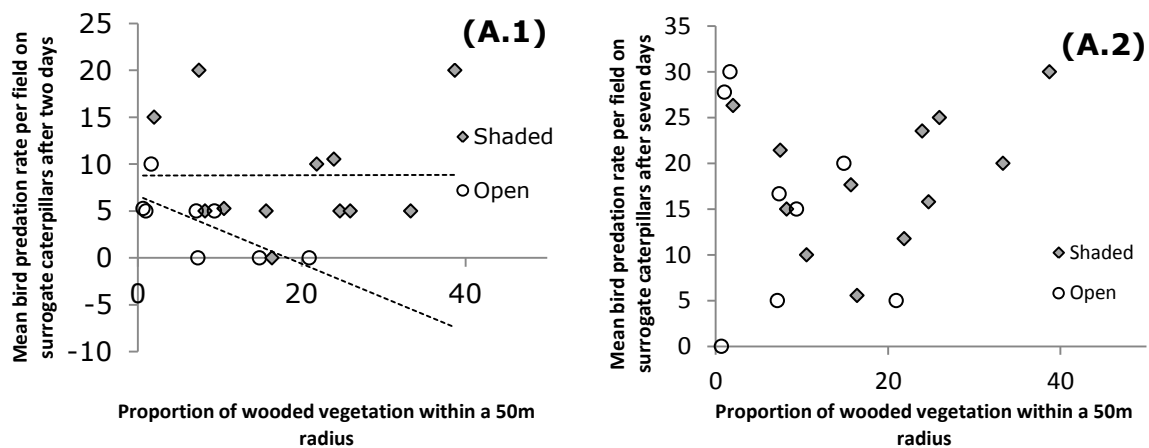 (A.1)
Mean bird predation rate per field on
surrogate caterpillars after two days
25
20
15
10
5
0
-5
-10
0
20
40
Shaded
Open
Proportion of wooded vegetation within a 50m
radius
(A.2)
Mean bird predation rate per field on
surrogate caterpillars after seven days
35
30
25
20
15
10
5
0
0
20
40
Shaded
Open
Proportion of wooded vegetation within a 50m
radius